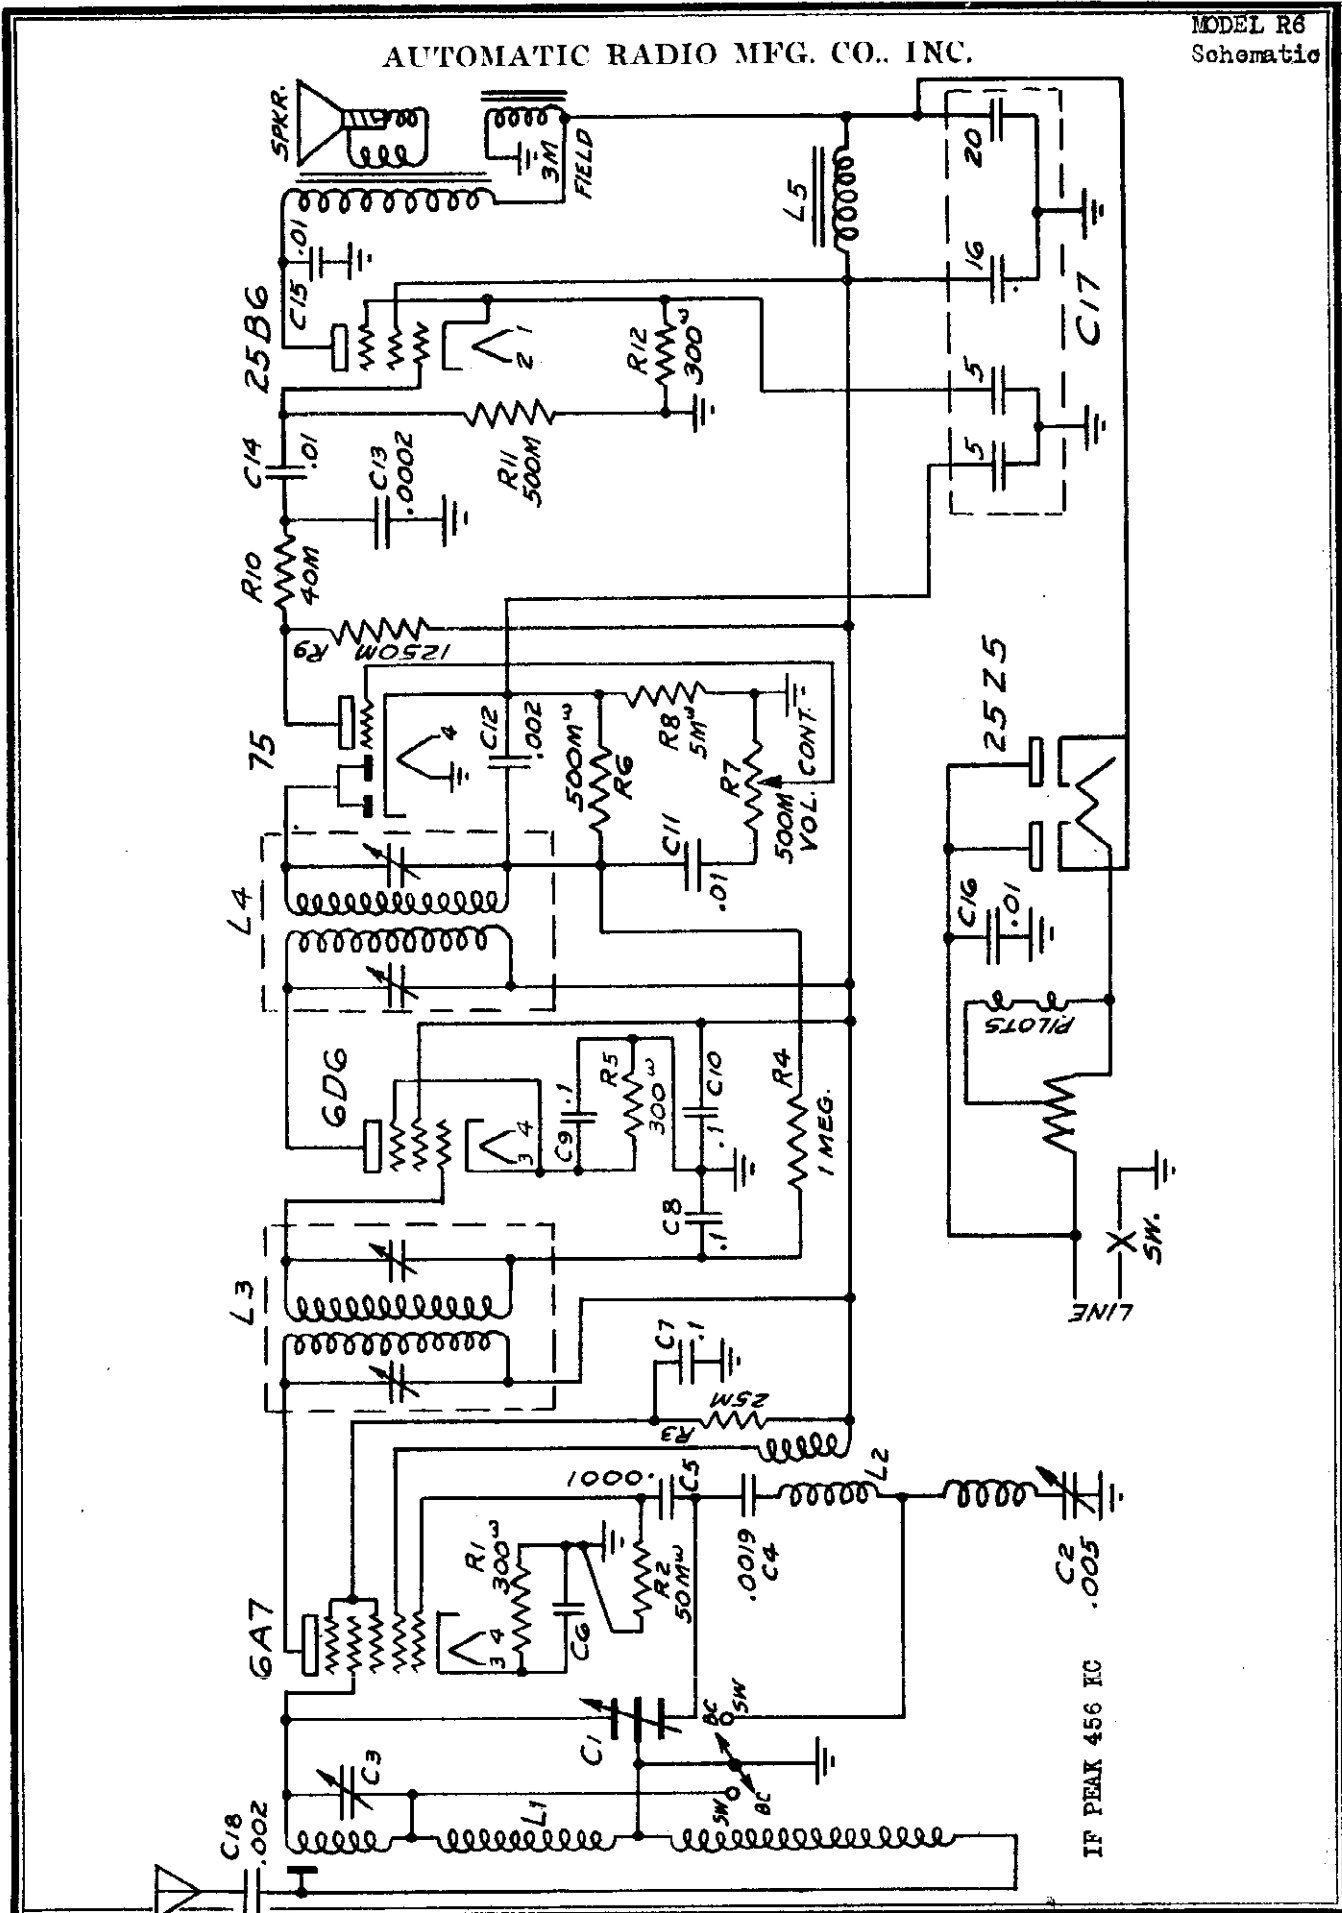 MODEL R6
Schematic
AUTOMATIC RADIO MFG. CO.. INC.
SPKR.
3M
FIELD
L5
20
16
5
5
C17
C15
.01
25B6
1
2
R12
300ω
C14
.01
C13
.0002
R11
500M
R10
40M
R9
1250M
75
4
C12
.002
500Mω
R6
R8
5Mω
R7
500M
VOL. CONT.
C11
.01
25Z5
C16
.01
PILOTS
L4
6D6
3 4
C9
.1
R5
300ω
C10
.1
R4
1 MEG.
C8
.1
L3
C7
.1
25M
R3
LINE
SW.
.0001
C5
L2
.0019
C4
C2
.005
R1
300ω
R2
50Mω
C6
6A7
3 4
C1
BC
SW
C3
SW
BC
L1
C18
.002
IF PEAK 456 KC